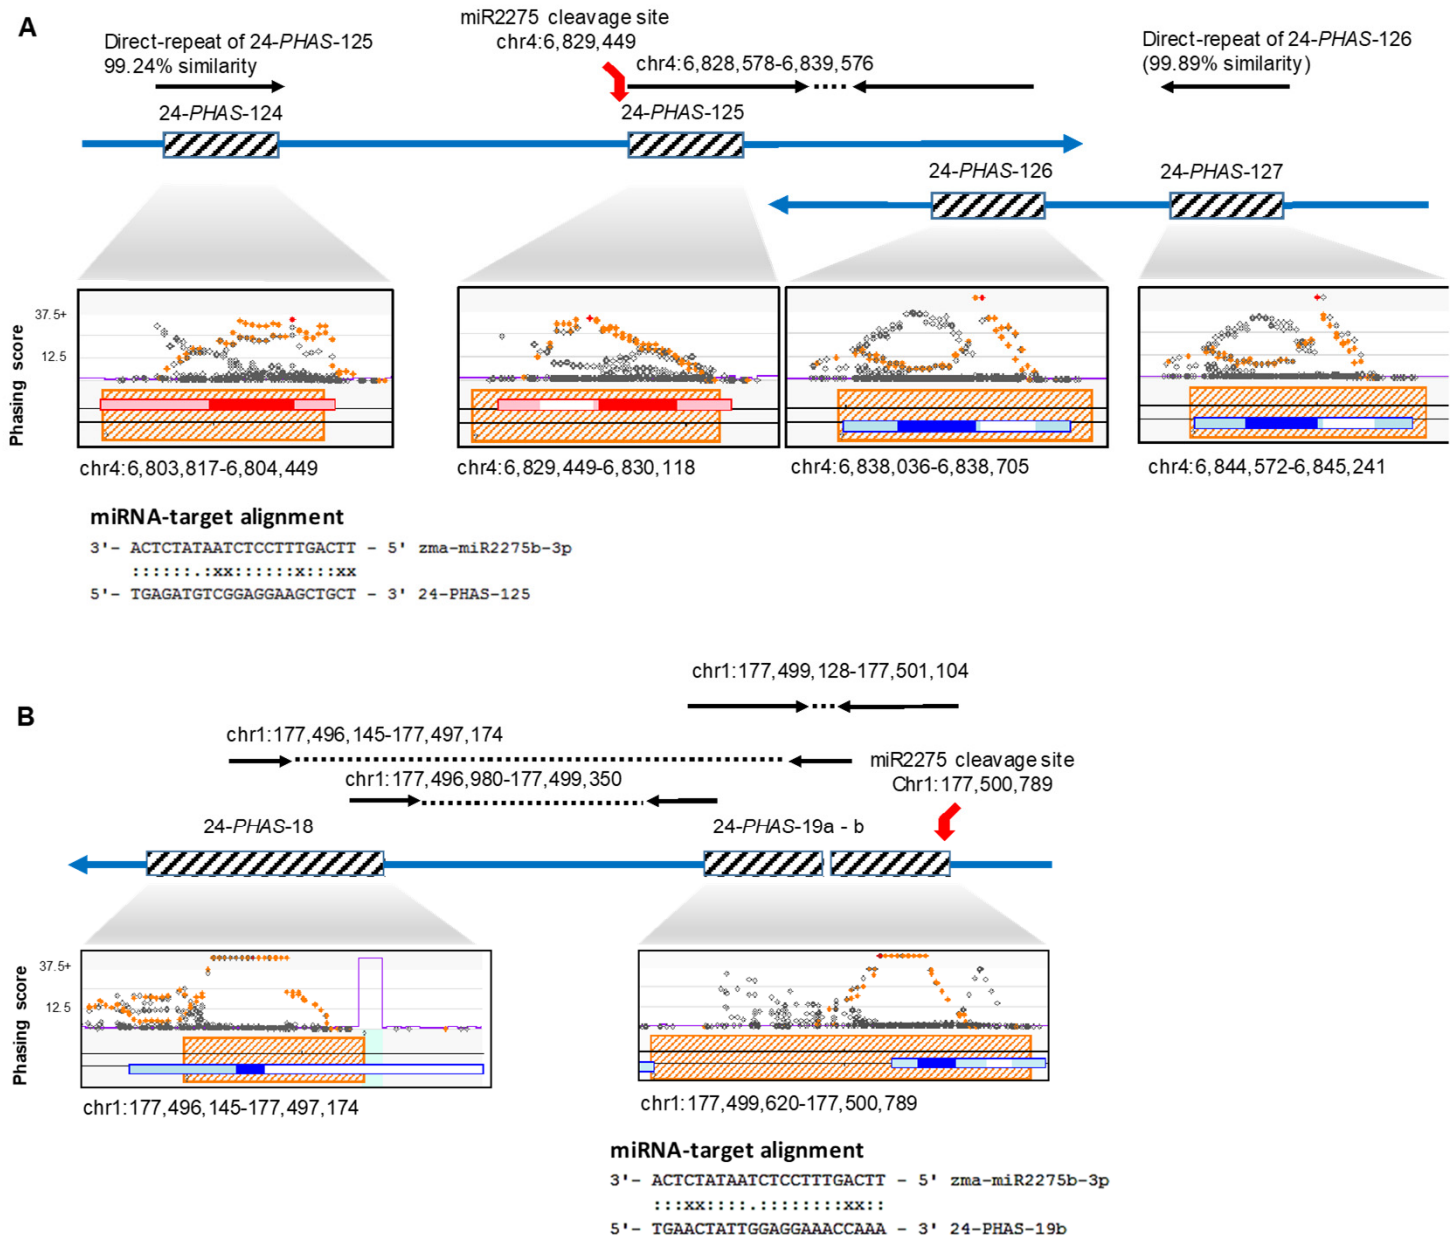 A
miR2275 cleavage site
chr4:6,829,449
Direct-repeat of 24-PHAS-125
99.24% similarity
chr4:6,828,578-6,839,576
Direct-repeat of 24-PHAS-126
(99.89% similarity)
24-PHAS-124
24-PHAS-125
24-PHAS-126
24-PHAS-127
Phasing score
37.5+
12.5
chr4:6,803,817-6,804,449
chr4:6,829,449-6,830,118
chr4:6,838,036-6,838,705
chr4:6,844,572-6,845,241
miRNA-target alignment
3'- ACTCTATAATCTCCTTTGACTT - 5' zma-miR2275b-3p
::::::.:xx::::::x:::xx
5'- TGAGATGTCGGAGGAAGCTGCT - 3' 24-PHAS-125
B
chr1:177,499,128-177,501,104
chr1:177,496,145-177,497,174
chr1:177,496,980-177,499,350
miR2275 cleavage site
Chr1:177,500,789
24-PHAS-18
24-PHAS-19a - b
Phasing score
37.5+
12.5
chr1:177,496,145-177,497,174
chr1:177,499,620-177,500,789
miRNA-target alignment
3'- ACTCTATAATCTCCTTTGACTT - 5' zma-miR2275b-3p
:::xx::::.::::::::xx::
5'- TGAACTATTGGAGGAAACCAAA - 3' 24-PHAS-19b